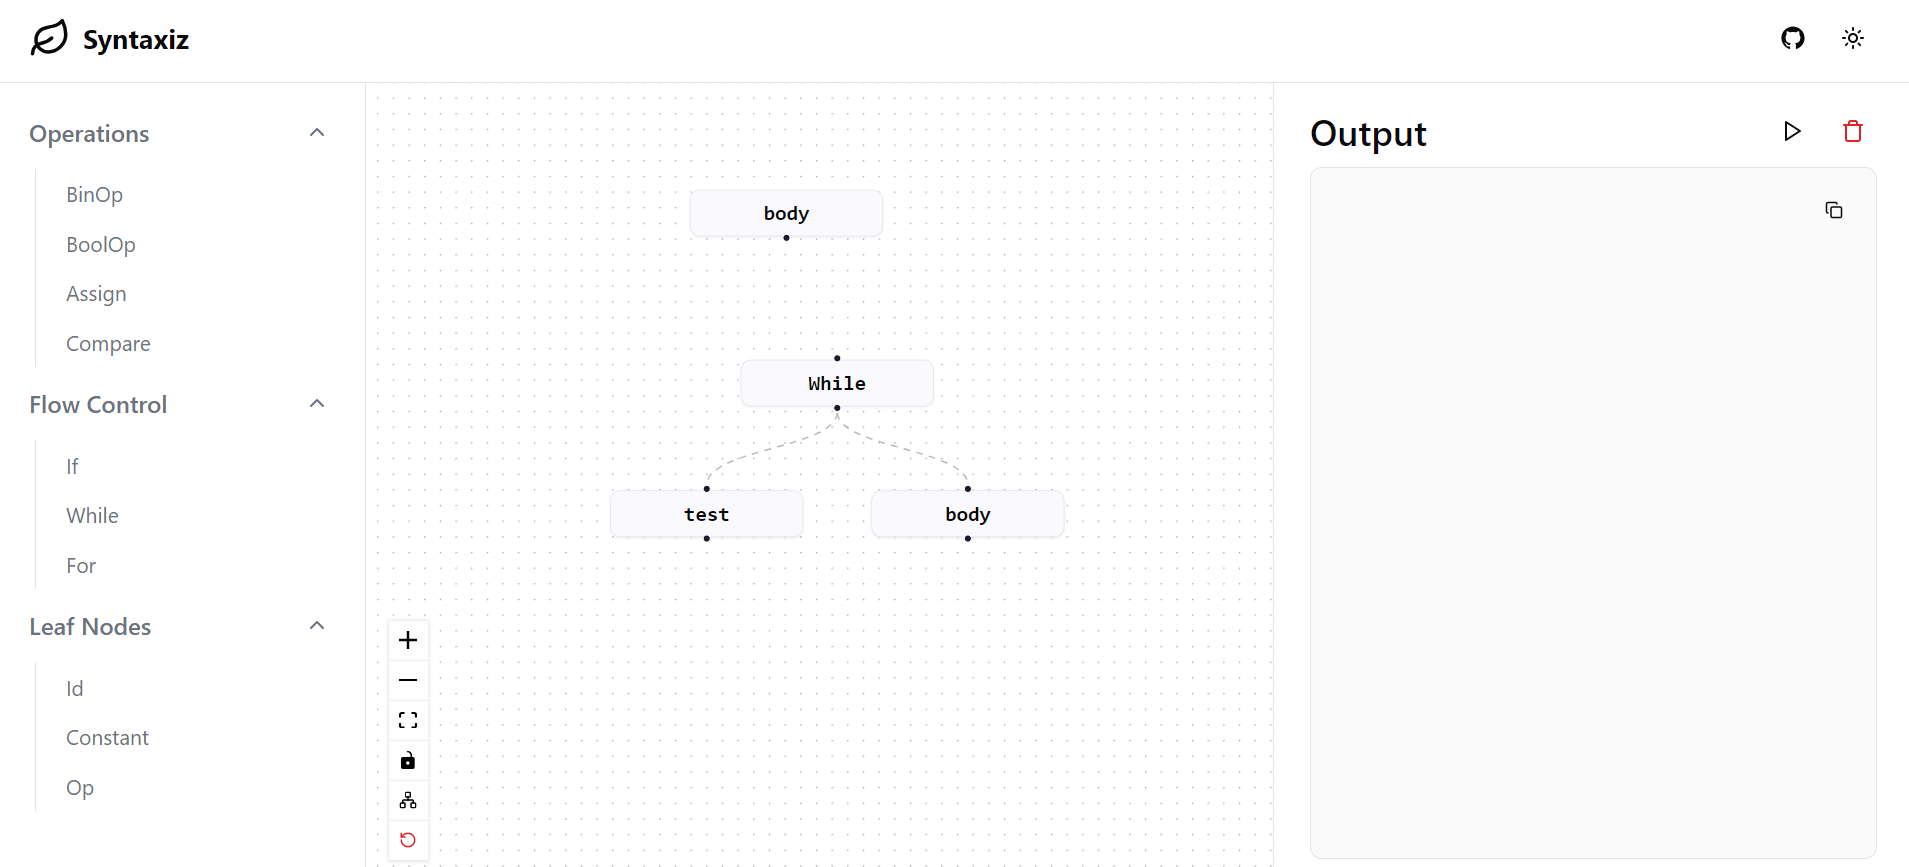 Syntaxiz
Operations
BinOp
BoolOp
Assign
Compare
Flow Control
If
While
For
Leaf Nodes
Id
Constant
Op
body
While
test
body
Output